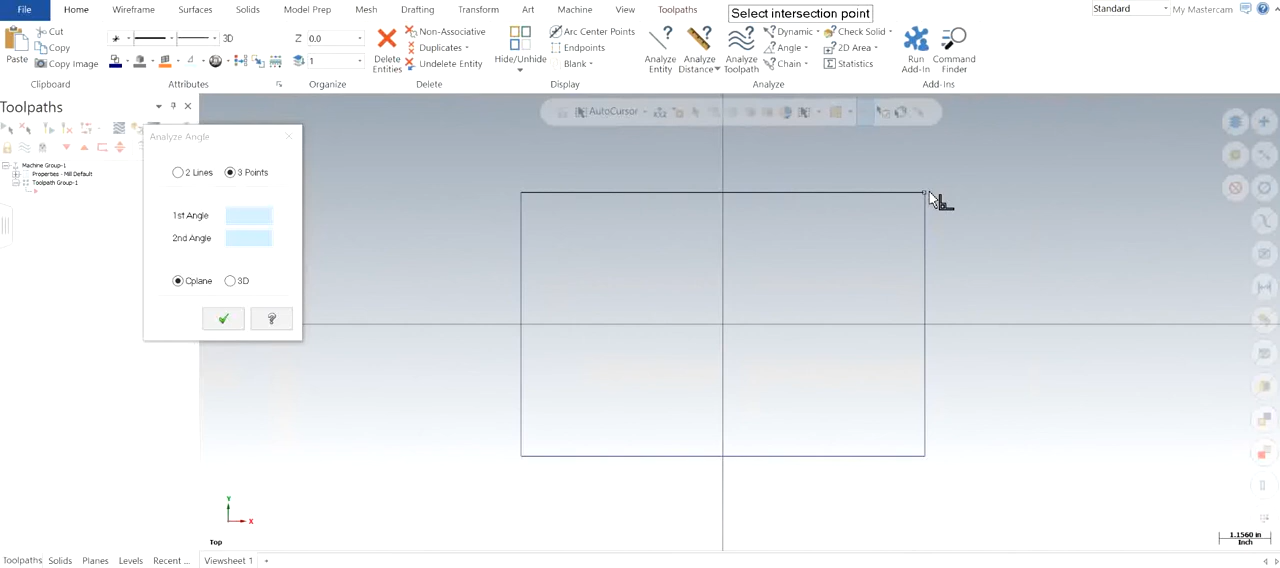 File Home Wireframe Surfaces Solids Model Prep Mesh Drafting Transform Art Machine View Toolpaths Select intersection point Standard My Mastercam
Paste Cut Copy Copy Image Clipboard
3D Attributes
Z 0.0 1 Organize
Delete Entities Non-Associative Duplicates Undelete Entity Delete
Hide/Unhide Arc Center Points Endpoints Blank Display
Analyze Entity Analyze Distance Analyze Toolpath Dynamic Angle Chain Check Solid 2D Area Statistics Analyze
Run Add-In Command Finder Add-Ins
Toolpaths
AutoCursor
Machine Group-1
Properties - Mill Default
Toolpath Group-1
Analyze Angle
2 Lines 3 Points
1st Angle
2nd Angle
Cplane 3D
?
Y
X
Top
1.1560 in
Inch
Toolpaths Solids Planes Levels Recent ... Viewsheet 1 +